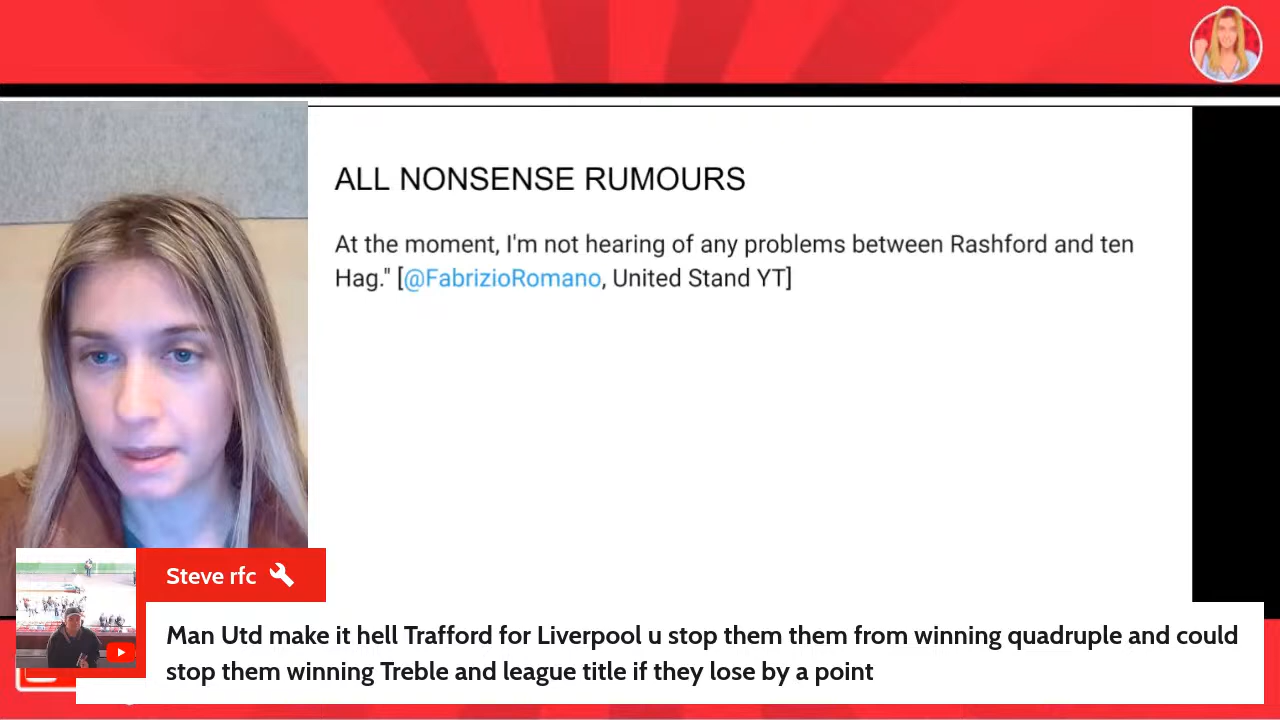 ALL NONSENSE RUMOURS
At the moment, I'm not hearing of any problems between Rashford and ten
Hag." [@FabrizioRomano, United Stand YT]
Steve rfc
Man Utd make it hell Trafford for Liverpool u stop them them from winning quadruple and could
stop them winning Treble and league title if they lose by a point